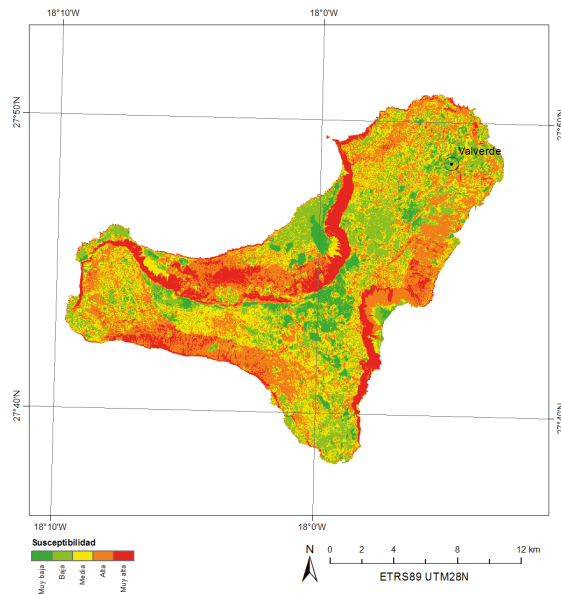 18°10'W
18°0'W
27°50'N
27°50'N
Valverde
27°40'N
27°40'N
18°10'W
18°0'W
Susceptibilidad
Muy baja
Baja
Media
Alta
Muy alta
N
0 2 4 8 12 km
ETRS89 UTM28N